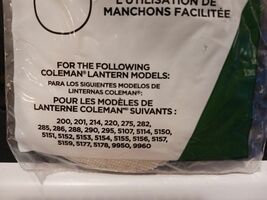 L'UTILISATION DE
MANCHONS FACILITÉE
FOR THE FOLLOWING
COLEMAN® LANTERN MODELS:
PARA LOS SIGUIENTES MODELOS DE
LINTERNAS COLEMAN®:
POUR LES MODÈLES DE
LANTERNE COLEMAN™ SUIVANTS :
200, 201, 214, 220, 275, 282,
285, 286, 288, 290, 295, 5107, 5114, 5150,
5151, 5152, 5153, 5154, 5155, 5156, 5157,
5159, 5177, 5178, 9950, 9960